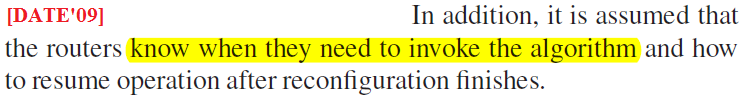 [DATE'09] In addition, it is assumed that
the routers know when they need to invoke the algorithm and how
to resume operation after reconfiguration finishes.